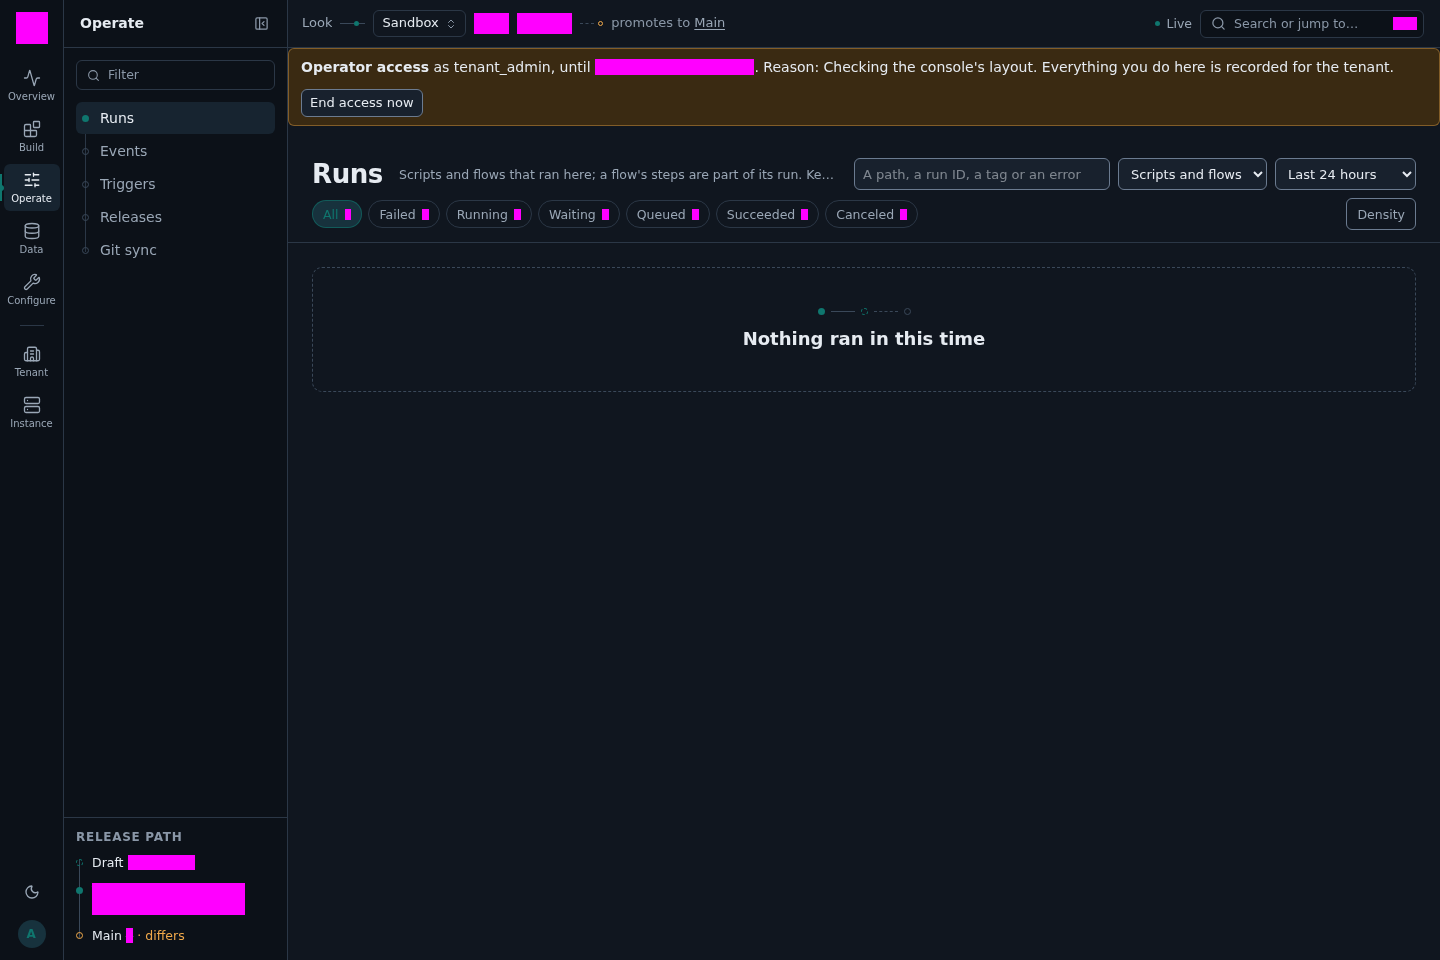 Operate
Look
Sandbox
promotes to Main
Live
Search or jump to…
Overview
Build
Operate
Data
Configure
Tenant
Instance
A
Filter
Runs
Events
Triggers
Releases
Git sync
RELEASE PATH
Draft
Main · differs
Operator access as tenant_admin, until . Reason: Checking the console's layout. Everything you do here is recorded for the tenant.
End access now
Runs
Scripts and flows that ran here; a flow's steps are part of its run. Ke…
A path, a run ID, a tag or an error
Scripts and flows
Last 24 hours
All
Failed
Running
Waiting
Queued
Succeeded
Canceled
Density
Nothing ran in this time